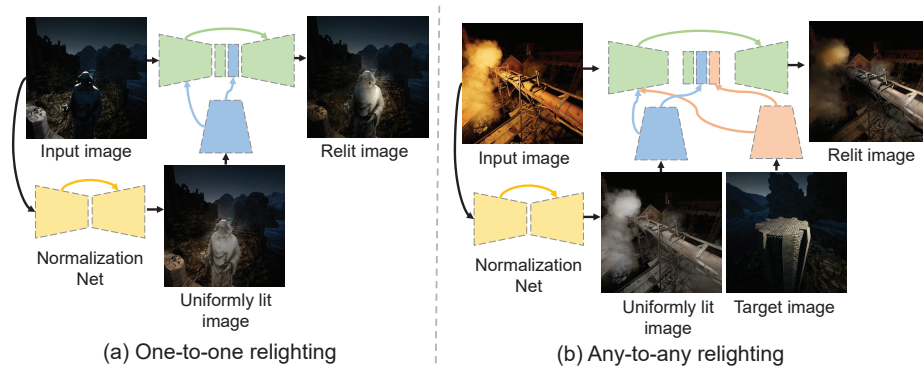 Input image
Relit image
Normalization
Net
Uniformly lit
image
(a) One-to-one relighting
Input image
Relit image
Normalization
Net
Uniformly lit
image
Target image
(b) Any-to-any relighting